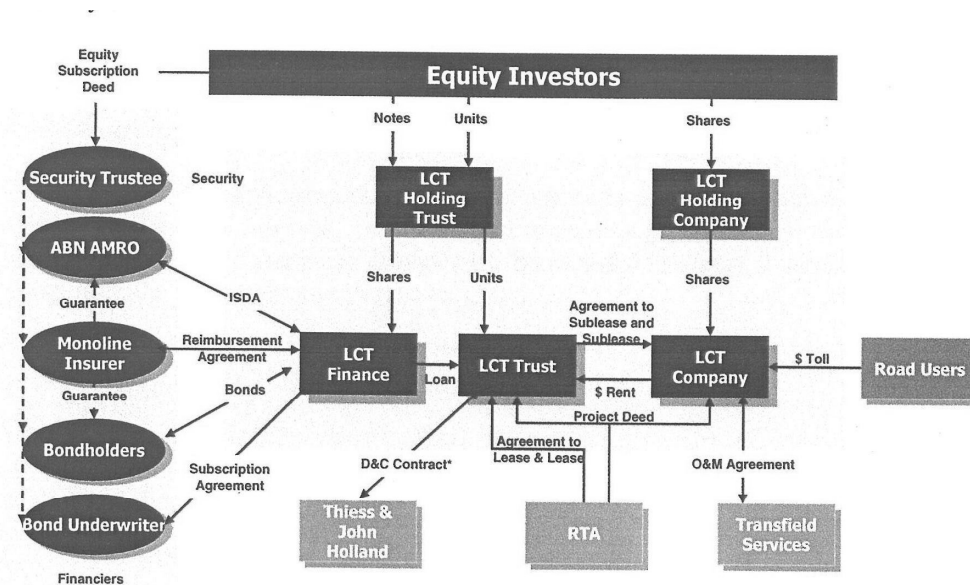 Equity
Subscription
Deed
Equity Investors
Notes
Units
Shares
Security Trustee
Security
LCT
Holding
Trust
LCT
Holding
Company
ABN AMRO
Shares
Units
Shares
Guarantee
ISDA
Agreement to
Sublease and
Sublease
Monoline
Insurer
Reimbursement
Agreement
LCT
Finance
Loan
LCT Trust
$ Rent
LCT
Company
$ Toll
Road Users
Guarantee
Bonds
Project Deed
Bondholders
Subscription
Agreement
D&C Contract*
Agreement to
Lease & Lease
O&M Agreement
Bond Underwriter
Thiess &
John
Holland
RTA
Transfield
Services
Financiers